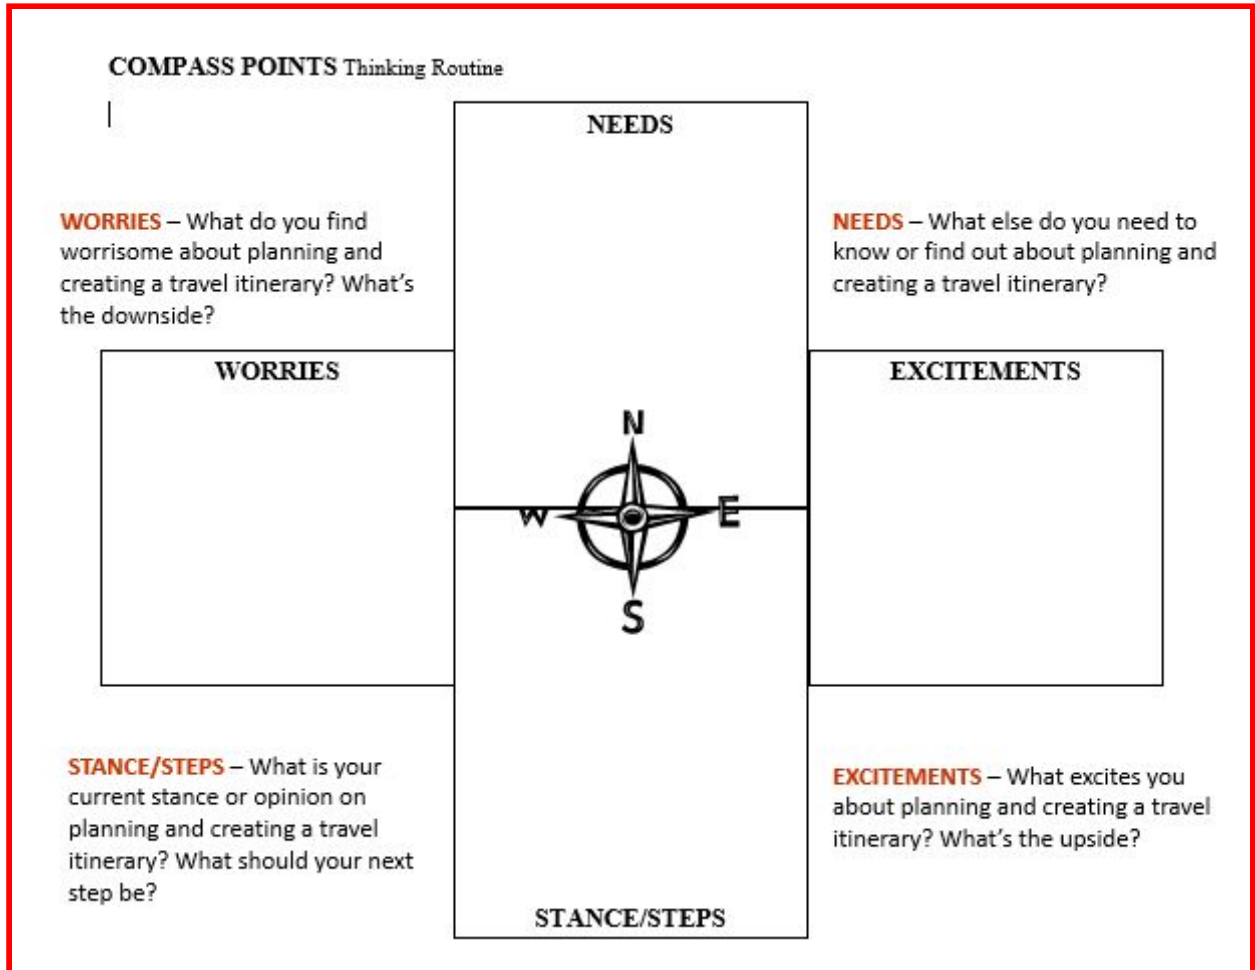 COMPASS POINTS Thinking Routine
NEEDS
WORRIES – What do you find
worrisome about planning and
creating a travel itinerary? What's
the downside?
NEEDS – What else do you need to
know or find out about planning and
creating a travel itinerary?
WORRIES
EXCITEMENTS
N
W
E
S
STANCE/STEPS – What is your
current stance or opinion on
planning and creating a travel
itinerary? What should your next
step be?
EXCITEMENTS – What excites you
about planning and creating a travel
itinerary? What's the upside?
STANCE/STEPS